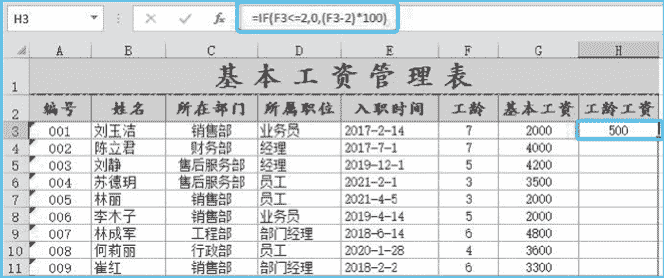 H3 =IF(F3<=2,0,(F3-2)*100)
A B C D E F G H
1 基本工资管理表
2 编号 姓名 所在部门 所属职位 入职时间 工龄 基本工资 工龄工资
3 001 刘玉洁 销售部 业务员 2017-2-14 7 2000 500
4 002 陈立君 财务部 经理 2017-7-1 7 4000
5 003 刘静 售后服务部 经理 2019-12-1 5 4200
6 004 苏德玥 售后服务部 员工 2021-2-1 3 3500
7 005 林丽 销售部 员工 2021-4-5 3 2000
8 006 李木子 销售部 业务员 2019-4-14 5 2000
9 007 林成军 工程部 部门经理 2018-6-14 6 4800
10 008 何莉丽 行政部 员工 2020-1-28 4 3600
11 009 崔红 销售部 部门经理 2018-2-2 6 3300